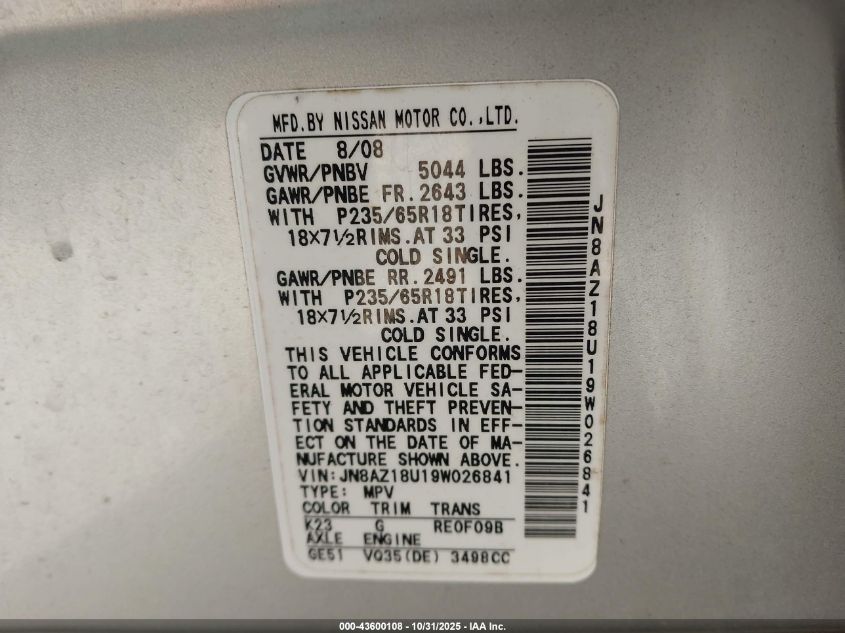 MFD.BY NISSAN MOTOR CO.,LTD.
DATE 8/08
GVWR/PNBV 5044 LBS.
GAWR/PNBE FR. 2643 LBS.
WITH P235/65R18TIRES,
18×7½RIMS.AT 33 PSI
COLD SINGLE.
GAWR/PNBE RR. 2491 LBS.
WITH P235/65R18TIRES,
18×7½RIMS.AT 33 PSI
COLD SINGLE.
THIS VEHICLE CONFORMS
TO ALL APPLICABLE FED-
ERAL MOTOR VEHICLE SA-
FETY AND THEFT PREVEN-
TION STANDARDS IN EFF-
ECT ON THE DATE OF MA-
NUFACTURE SHOWN ABOVE.
VIN:JN8AZ18U19W026841
TYPE: MPV
COLOR TRIM TRANS
K23 G RE0F09B
AXLE ENGINE
GE51 VQ35(DE) 3498CC
JN8AZ18U19W026841
000-43600108 - 10/31/2025 - IAA Inc.